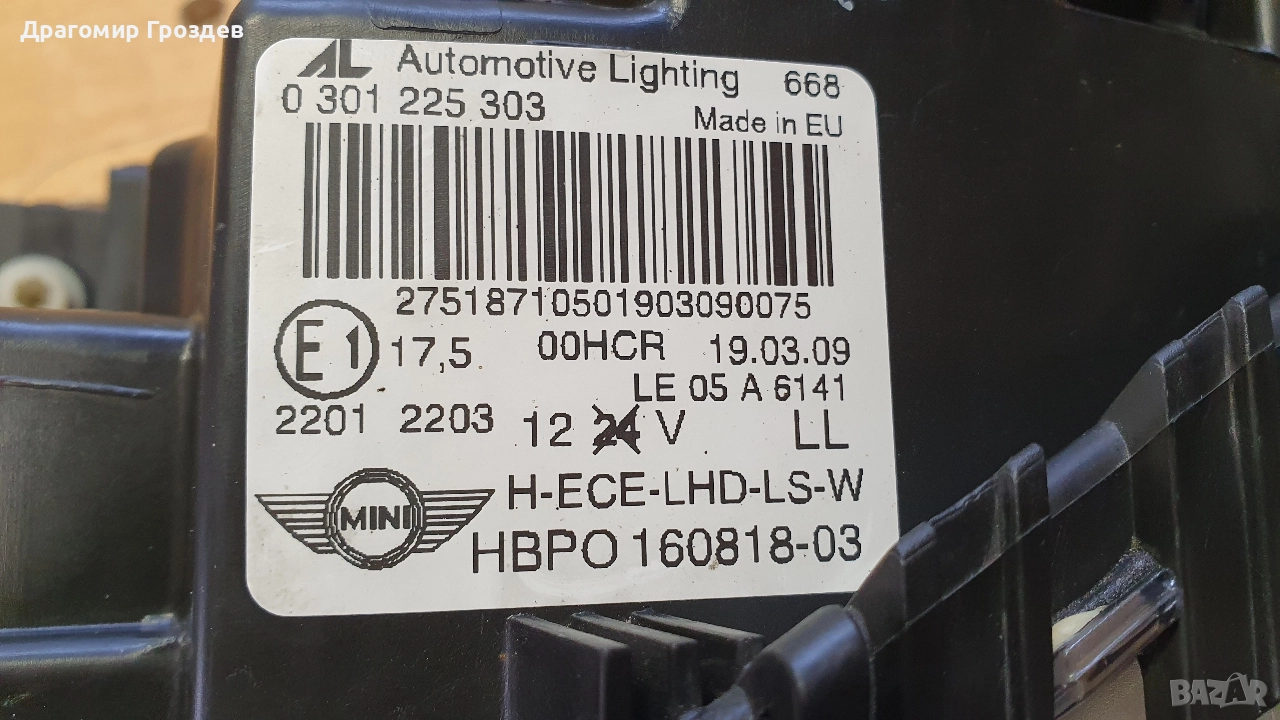 Драгомир Гроздев
AL Automotive Lighting 668
0 301 225 303
Made in EU
27518710501903090075
E1 17,5 00HCR 19.03.09
LE 05 A 6141
2201 2203 12 24 V LL
MINI H-ECE-LHD-LS-W
HBPO 160818-03
BAZAR